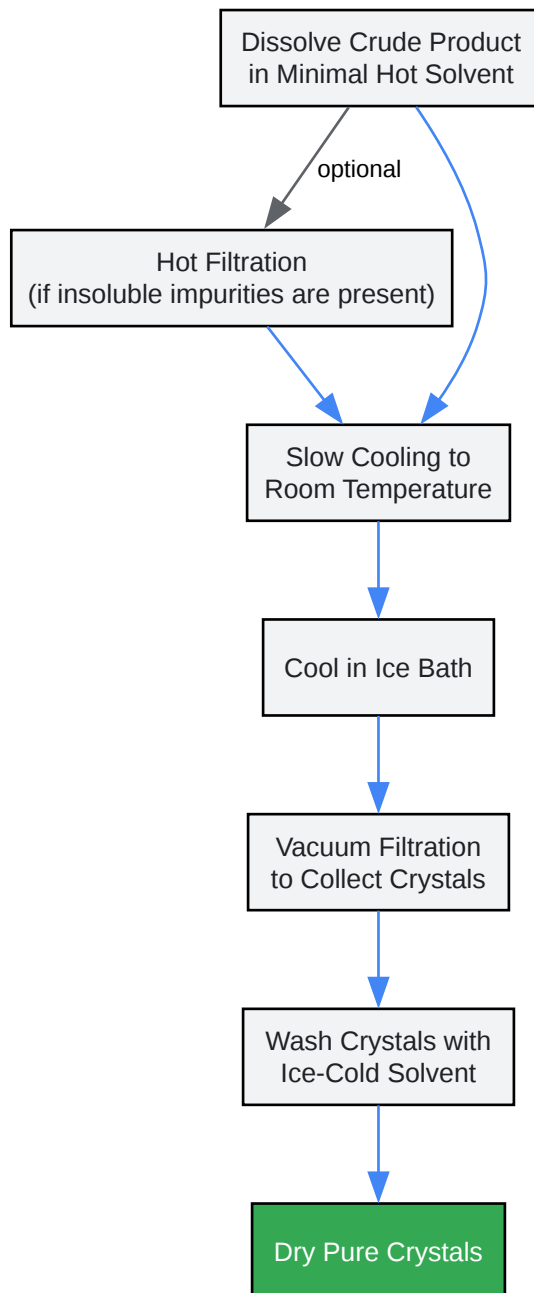 Dissolve Crude Product
in Minimal Hot Solvent
optional
Hot Filtration
(if insoluble impurities are present)
Slow Cooling to
Room Temperature
Cool in Ice Bath
Vacuum Filtration
to Collect Crystals
Wash Crystals with
Ice-Cold Solvent
Dry Pure Crystals